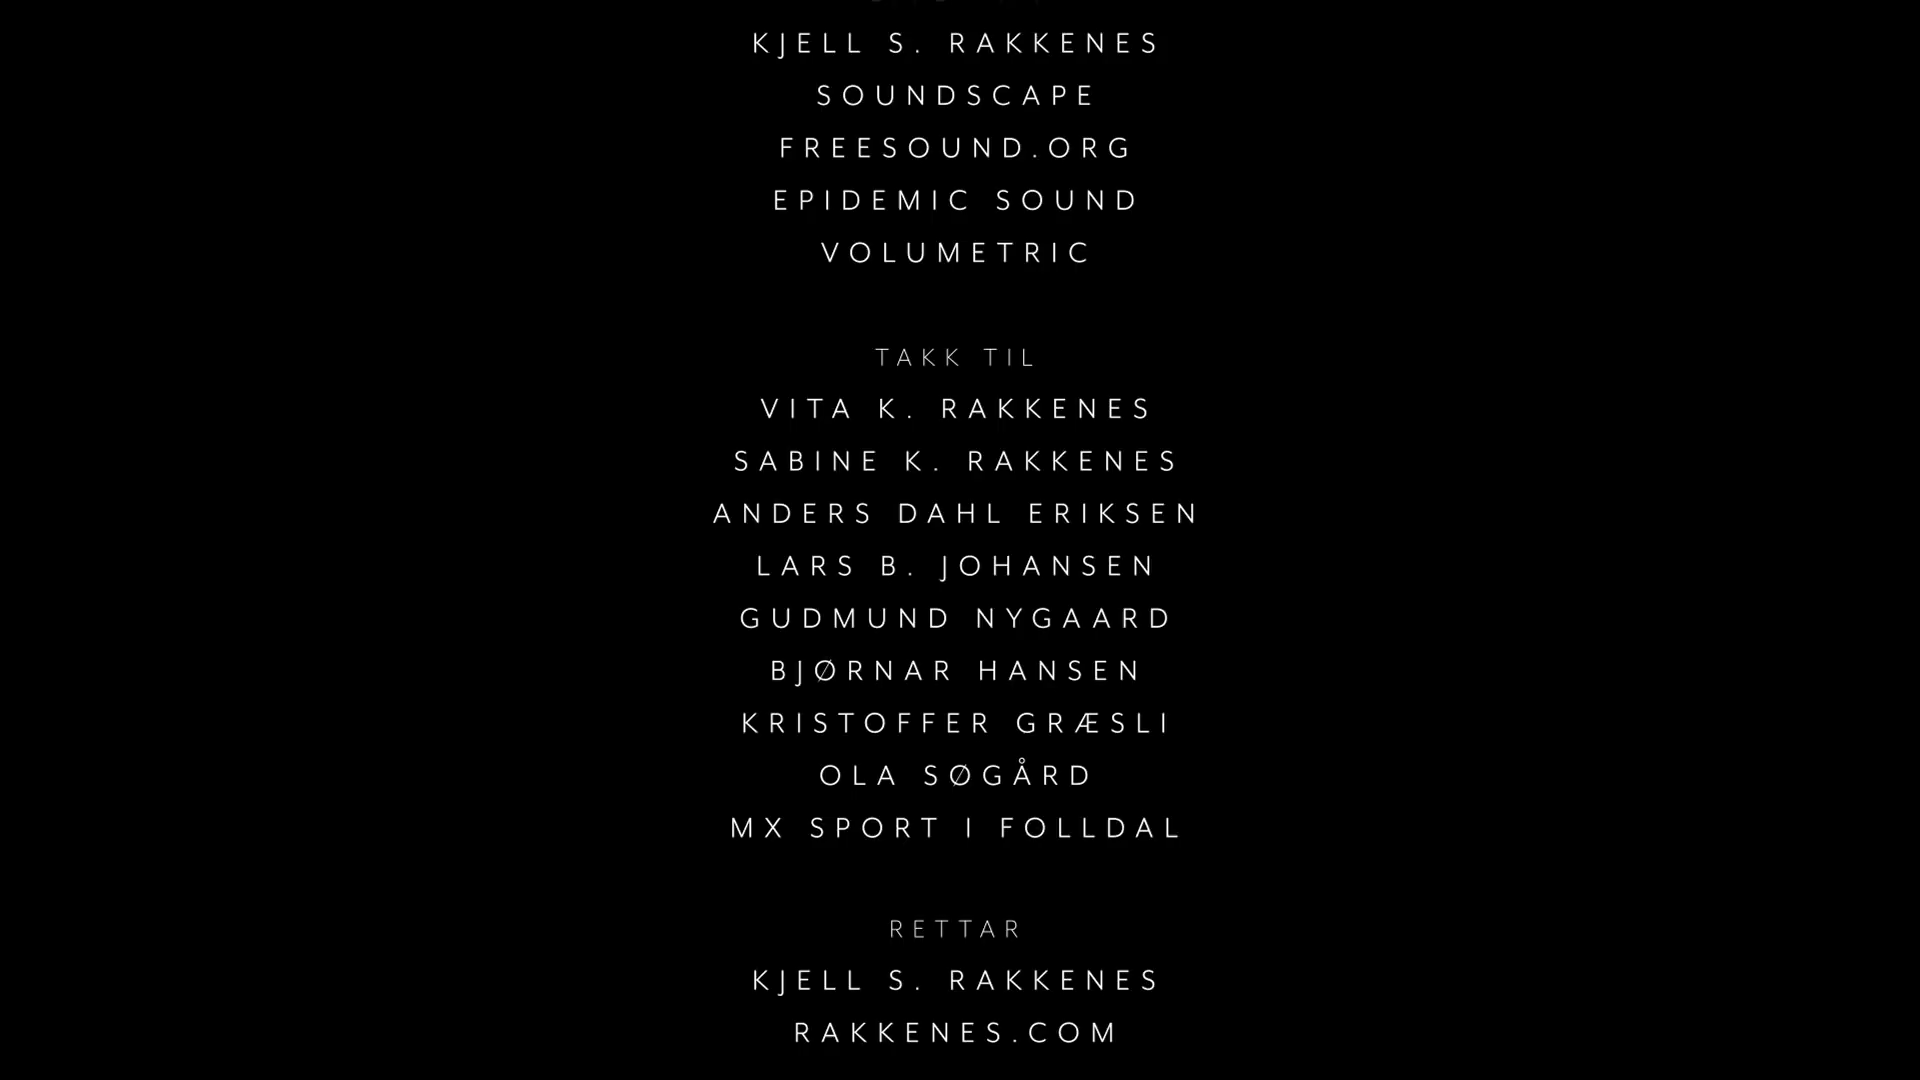 KJELL S. RAKKENES
SOUNDSCAPE
FREESOUND.ORG
EPIDEMIC SOUND
VOLUMETRIC
TAKK TIL
VITA K. RAKKENES
SABINE K. RAKKENES
ANDERS DAHL ERIKSEN
LARS B. JOHANSEN
GUDMUND NYGAARD
BJØRNAR HANSEN
KRISTOFFER GRÆSLI
OLA SØGÅRD
MX SPORT I FOLLDAL
RETTAR
KJELL S. RAKKENES
RAKKENES.COM